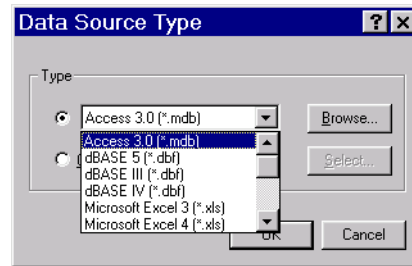 Data Source Type
Type
Access 3.0 (*.mdb)
Browse...
Access 3.0 (*.mdb)
dBASE 5 (*.dbf)
dBASE III (*.dbf)
Select...
dBASE IV (*.dbf)
Microsoft Excel 3 (*.xls)
Microsoft Excel 4 (*.xls)
OK
Cancel